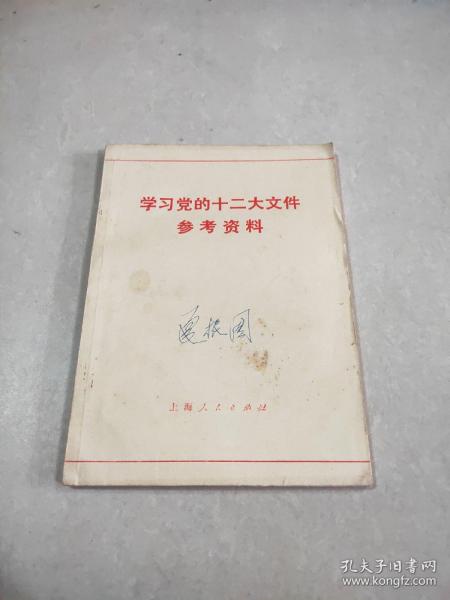 学习党的十二大文件
参考资料
上海人民出版社
孔夫子旧书网
www.kongfz.com